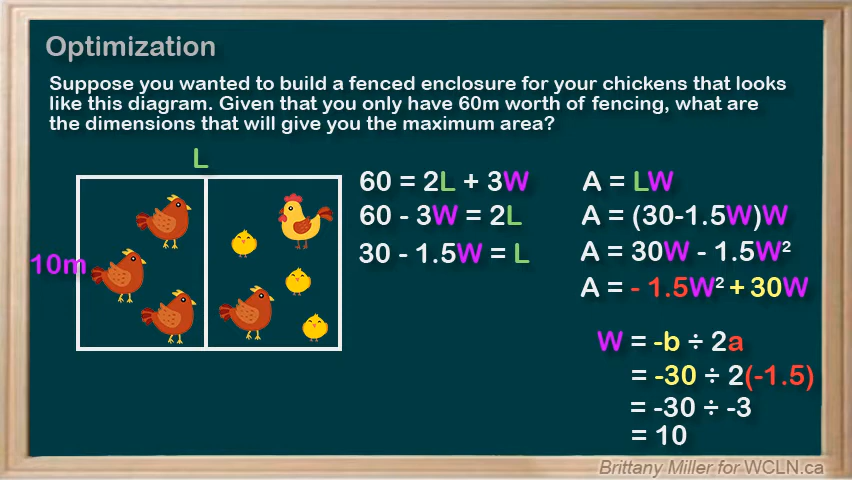 Optimization
Suppose you wanted to build a fenced enclosure for your chickens that looks
like this diagram. Given that you only have 60m worth of fencing, what are
the dimensions that will give you the maximum area?
L
10m
60 = 2L + 3W
60 - 3W = 2L
30 - 1.5W = L
A = LW
A = (30-1.5W)W
A = 30W - 1.5W²
A = - 1.5W² + 30W
W = -b ÷ 2a
= -30 ÷ 2(-1.5)
= -30 ÷ -3
= 10
Brittany Miller for WCLN.ca